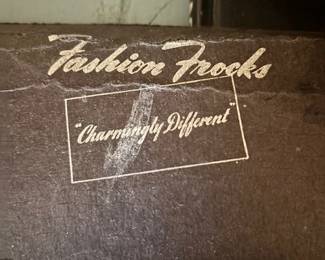 Fashion Frocks
"Charmingly Different"